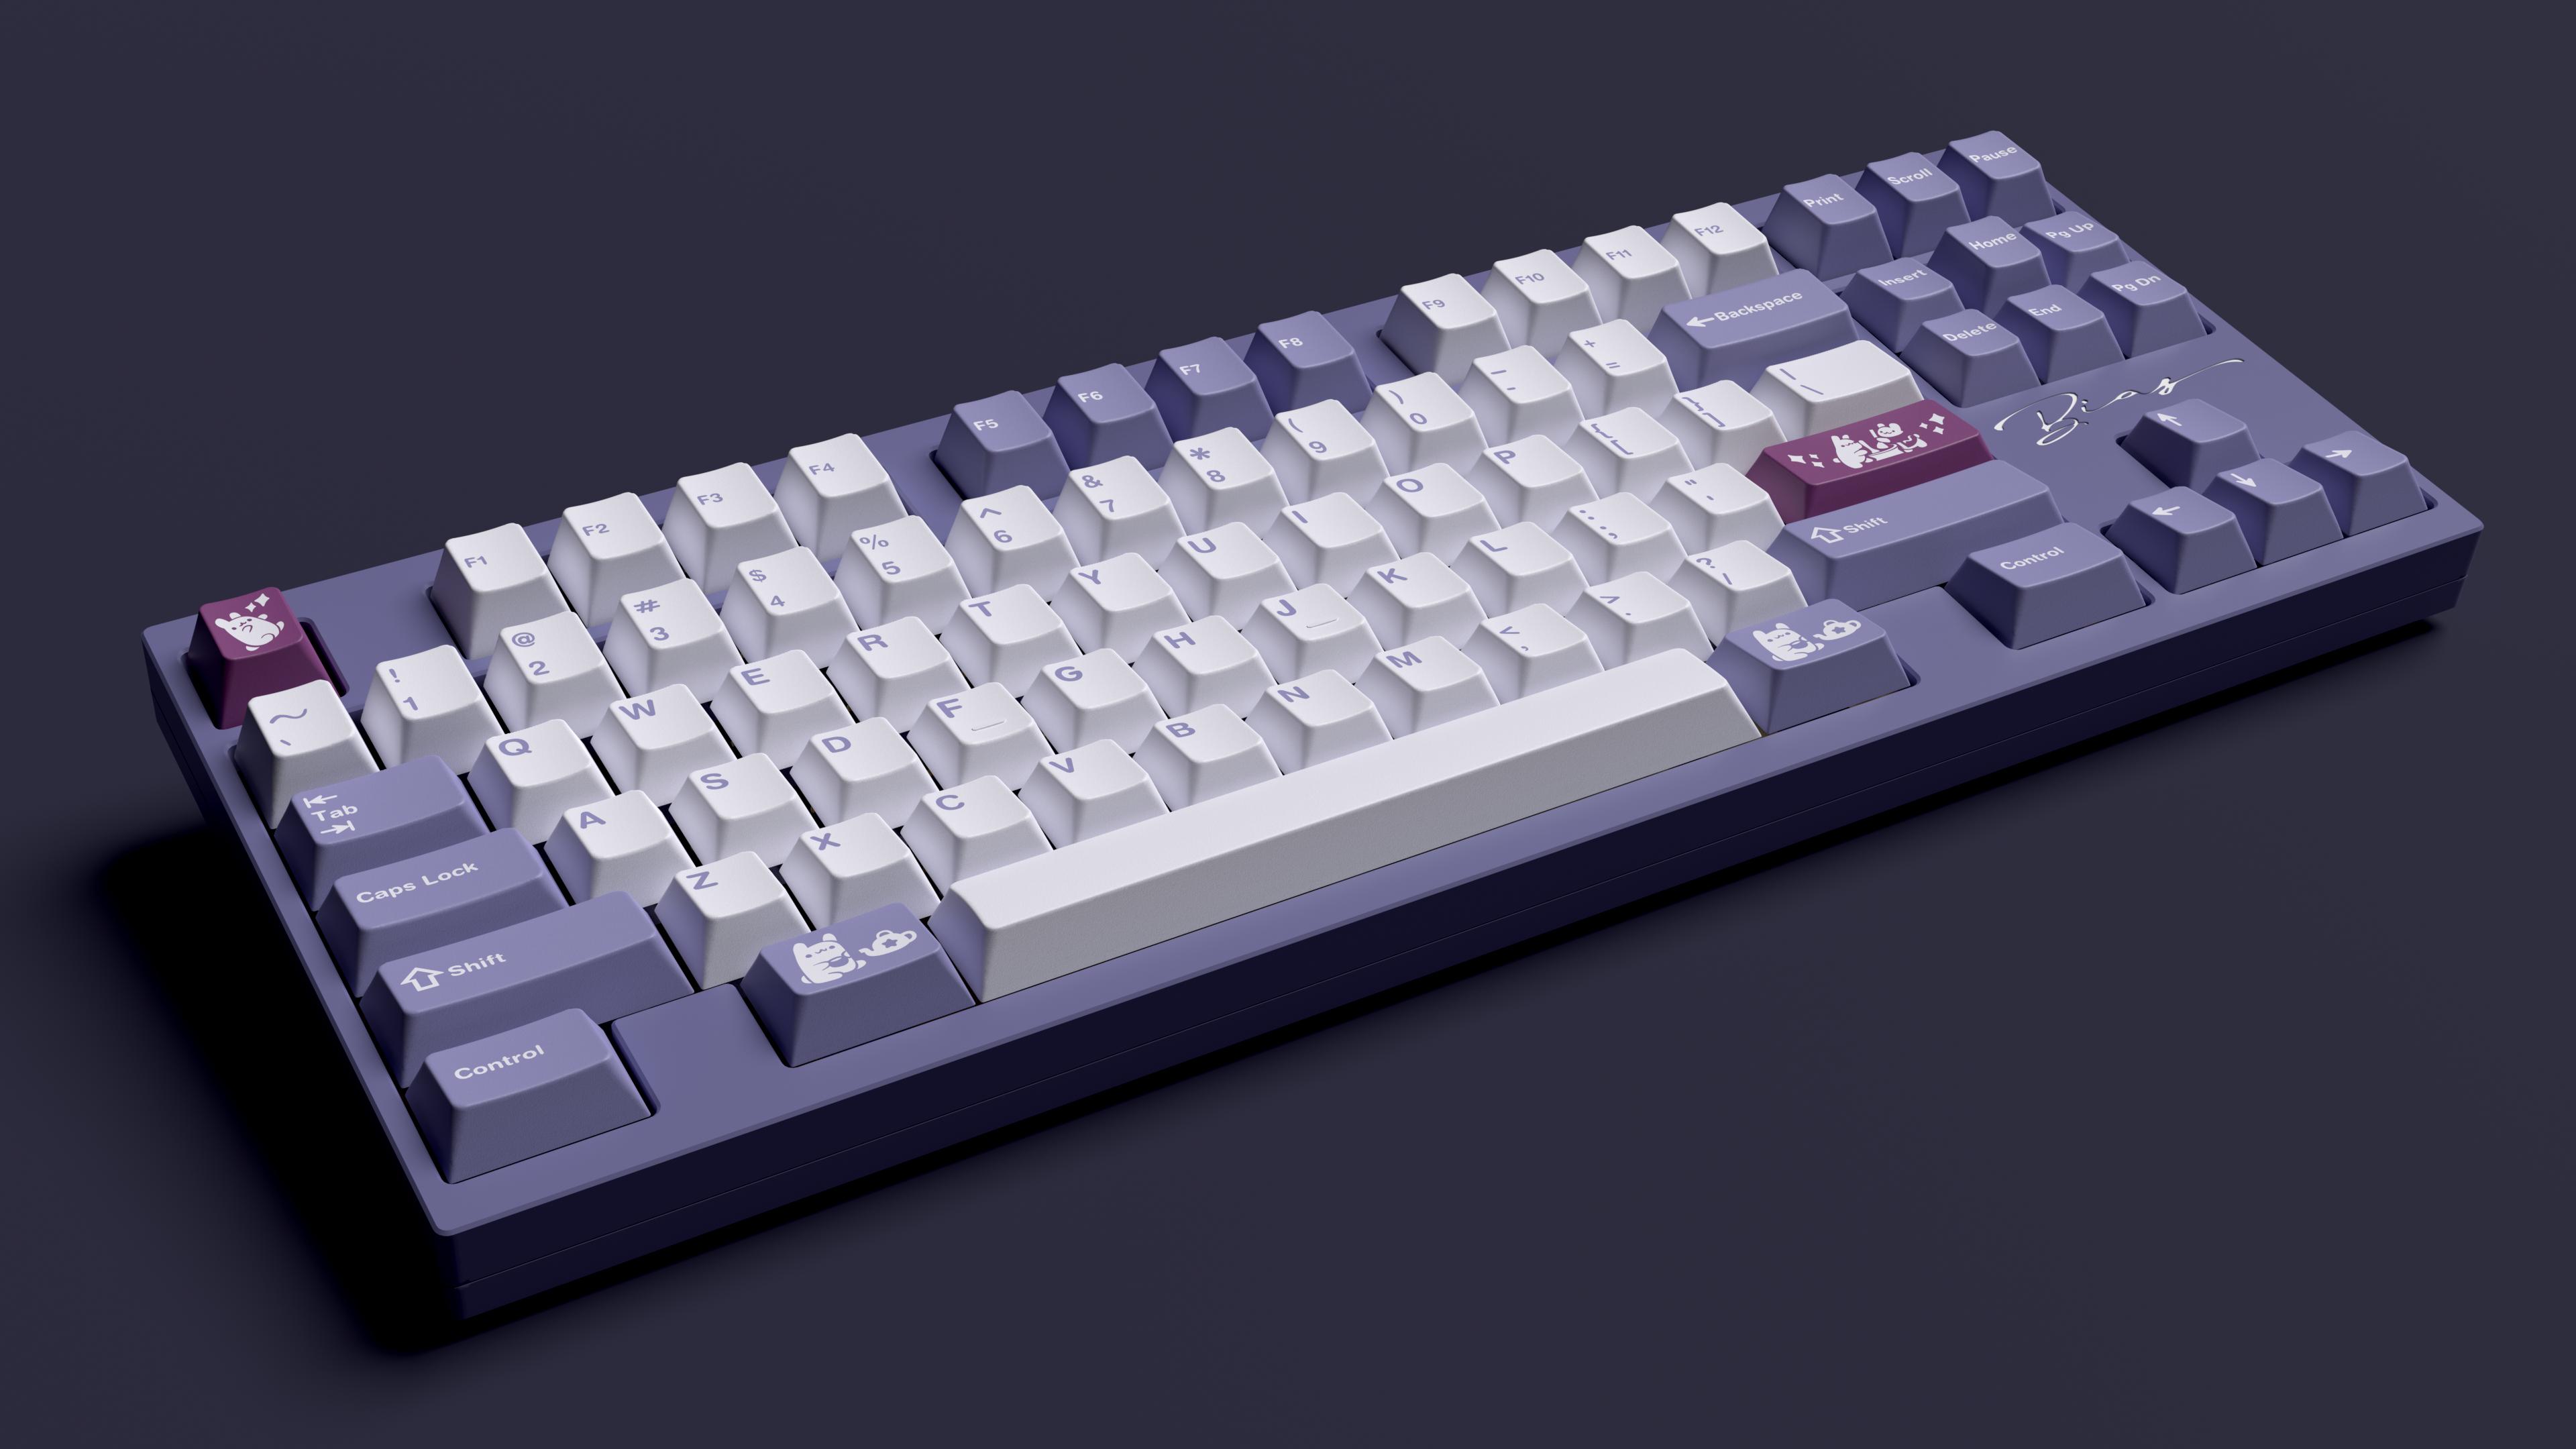 F1 F2 F3 F4 F5 F6 F7 F8 F9 F10 F11 F12 Print Scroll Pause
~ ` ! 1 @ 2 # 3 $ 4 % 5 ^ 6 & 7 * 8 ( 9 ) 0 _ - + = ←Backspace Insert Home Pg Up
Tab Q W E R T Y U I O P { [ } ] | \ Delete End Pg Dn
Bias
Caps Lock A S D F G H J K L : ; " '
Shift Z X C V B N M < , > . ? / Shift ↑
Control Control ← ↓ →